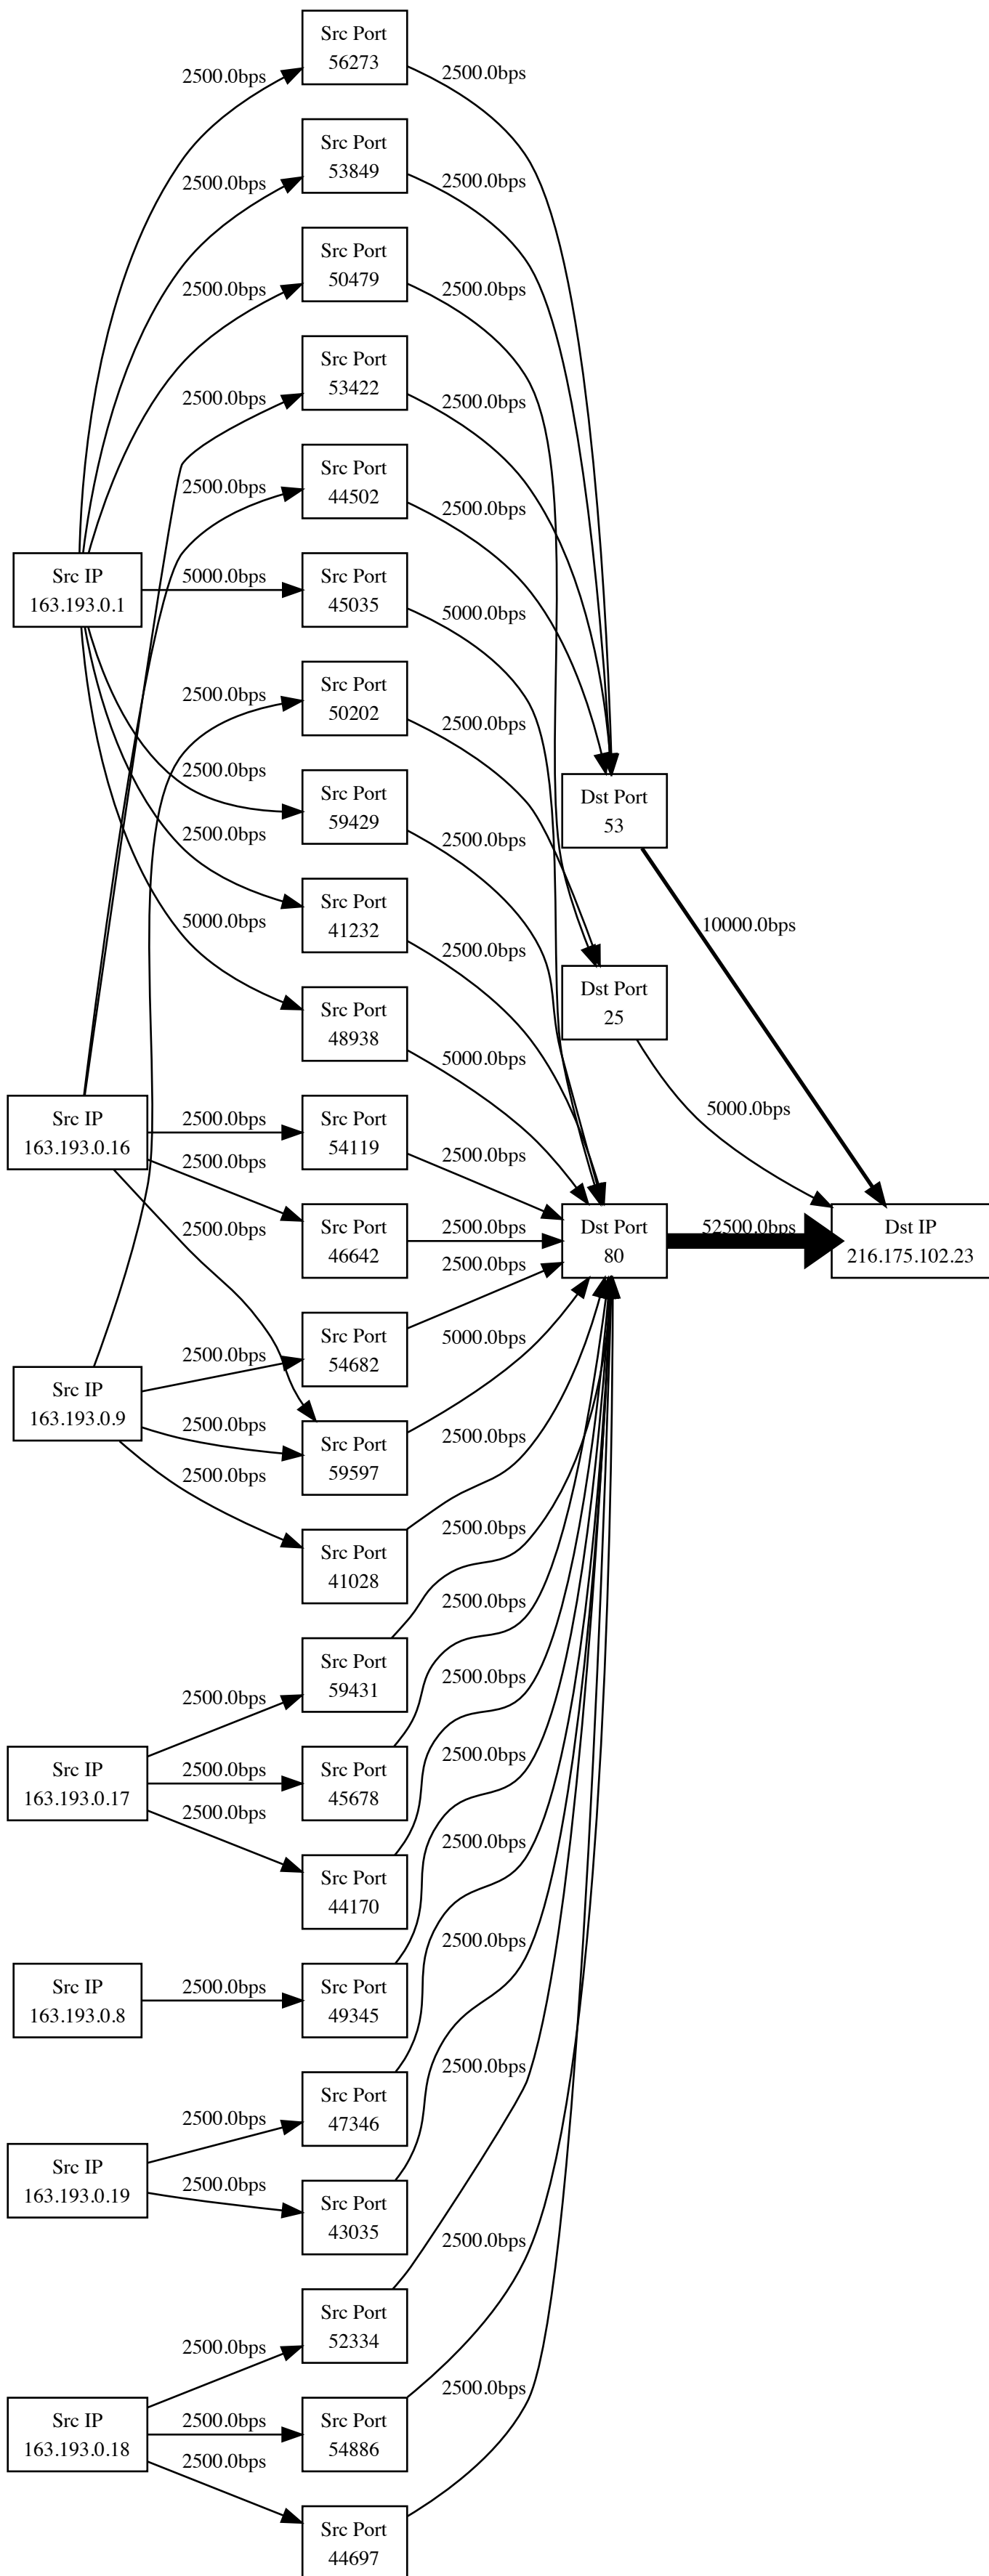 Src Port
56273
2500.0bps
2500.0bps
Src Port
53849
2500.0bps
2500.0bps
Src Port
50479
2500.0bps
2500.0bps
Src Port
53422
2500.0bps
2500.0bps
Src Port
44502
2500.0bps
2500.0bps
Src IP
163.193.0.1
5000.0bps
Src Port
45035
5000.0bps
2500.0bps
Src Port
50202
2500.0bps
2500.0bps
Src Port
59429
2500.0bps
Dst Port
53
2500.0bps
Src Port
41232
2500.0bps
10000.0bps
5000.0bps
Src Port
48938
5000.0bps
Dst Port
25
5000.0bps
Src IP
163.193.0.16
2500.0bps
Src Port
54119
2500.0bps
2500.0bps
Src Port
46642
2500.0bps
Dst Port
80
52500.0bps
Dst IP
216.175.102.23
2500.0bps
2500.0bps
Src IP
163.193.0.9
2500.0bps
Src Port
54682
5000.0bps
2500.0bps
Src Port
59597
2500.0bps
2500.0bps
Src Port
41028
2500.0bps
2500.0bps
Src Port
59431
2500.0bps
2500.0bps
Src IP
163.193.0.17
2500.0bps
Src Port
45678
2500.0bps
2500.0bps
Src Port
44170
2500.0bps
Src IP
163.193.0.8
2500.0bps
Src Port
49345
2500.0bps
2500.0bps
Src Port
47346
Src IP
163.193.0.19
2500.0bps
Src Port
43035
2500.0bps
2500.0bps
Src Port
52334
2500.0bps
Src IP
163.193.0.18
2500.0bps
Src Port
54886
2500.0bps
Src Port
44697